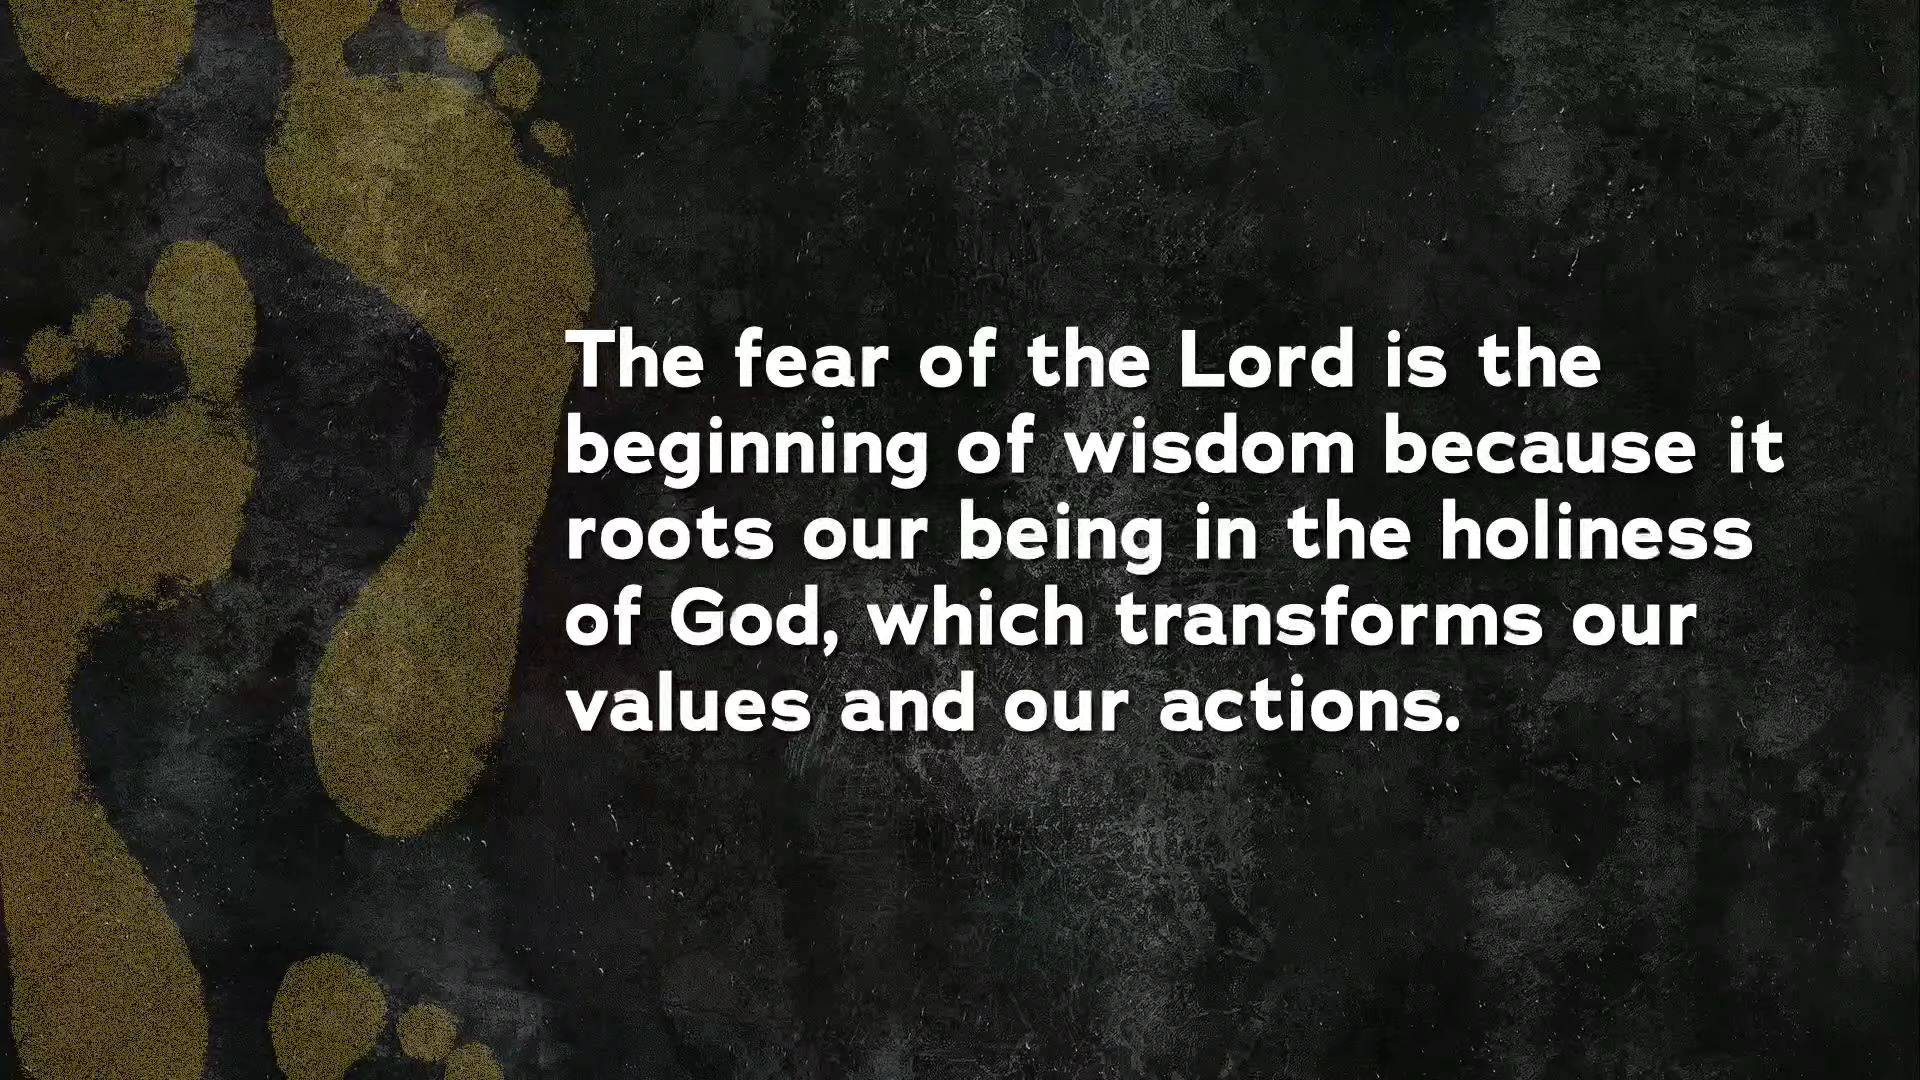 The fear of the Lord is the
beginning of wisdom because it
roots our being in the holiness
of God, which transforms our
values and our actions.